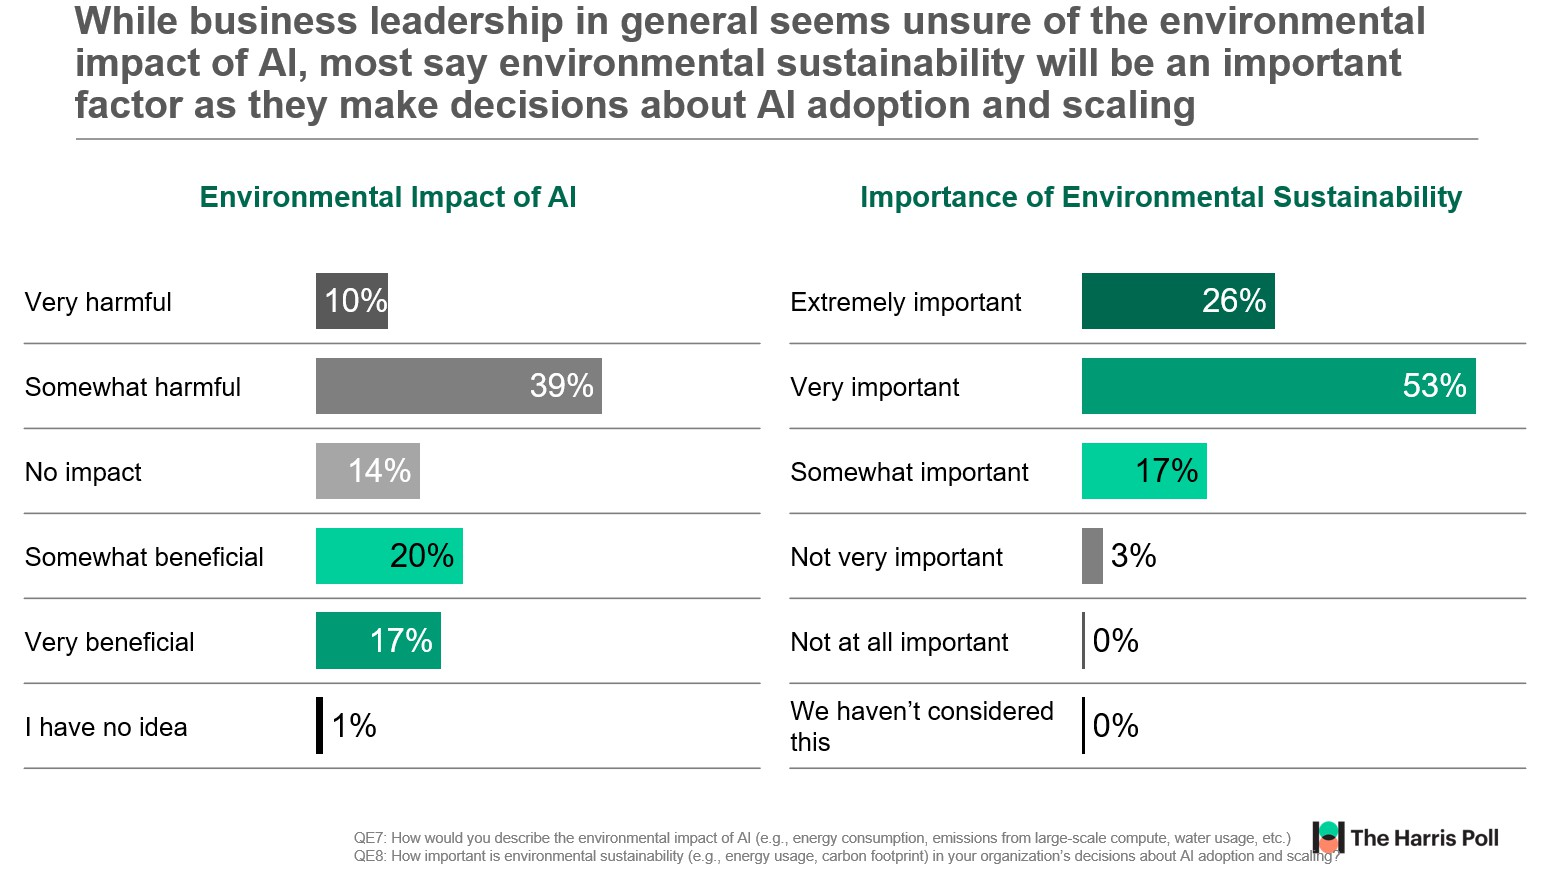 While business leadership in general seems unsure of the environmental
impact of AI, most say environmental sustainability will be an important
factor as they make decisions about AI adoption and scaling
Environmental Impact of AI
Very harmful 10%
Somewhat harmful 39%
No impact 14%
Somewhat beneficial 20%
Very beneficial 17%
I have no idea 1%
Importance of Environmental Sustainability
Extremely important 26%
Very important 53%
Somewhat important 17%
Not very important 3%
Not at all important 0%
We haven’t considered
this 0%
QE7: How would you describe the environmental impact of AI (e.g., energy consumption, emissions from large-scale compute, water usage, etc.)
QE8: How important is environmental sustainability (e.g., energy usage, carbon footprint) in your organization’s decisions about AI adoption and scaling?
The Harris Poll